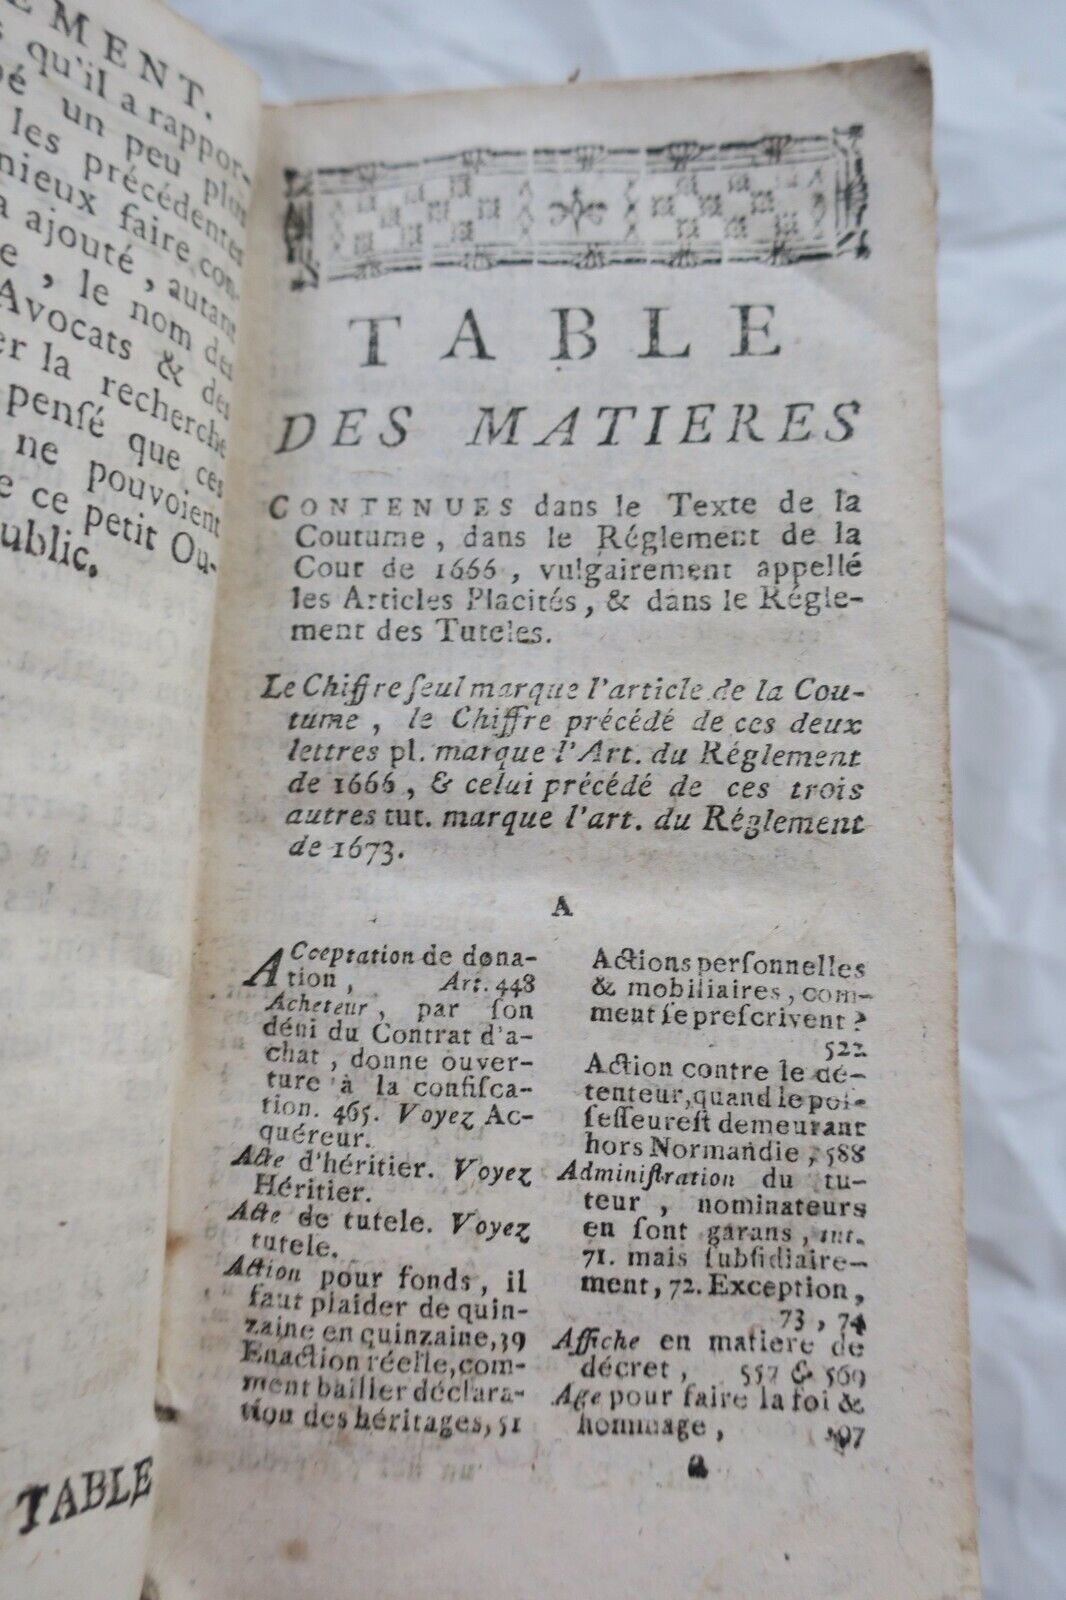 EMENT.
s qu'il a rappor-
pé un peu plus
les précédentes
mieux faire con-
a ajouté, autant
e, le nom des
Avocats & des
er la recherche
pensé que ces
ne pouvoient
e ce petit Ou-
ublic.
TABLE
TABLE
DES MATIERES
CONTENUES dans le Texte de la
Coutume, dans le Réglement de la
Cour de 1666, vulgairement appellé
les Articles Placités, & dans le Régle-
ment des Tuteles.
Le Chiffre seul marque l'article de la Cou-
tume, le Chiffre précédé de ces deux
lettres pl. marque l'Art. du Réglement
de 1666, & celui précédé de ces trois
autres tut. marque l'art. du Réglement
de 1673.
A
ACceptation de dona-
tion, Art. 448
Acheteur, par son
déni du Contrat d'a-
chat, donne ouver-
ture à la confisca-
tion. 465. Voyez Ac-
quéreur.
Acte d'héritier. Voyez
Héritier.
Acte de tutele. Voyez
tutele.
Action pour fonds, il
faut plaider de quin-
zaine en quinzaine, 39
En action réelle, com-
ment bailler déclara-
tion des héritages, 51
Actions personnelles
& mobiliaires, com-
ment se prescrivent?
522
Action contre le dé-
tenteur, quand le pos-
sesseur est demeurant
hors Normandie, 588
Administration du tu-
teur, nominateurs
en sont garans, tut.
71. mais subsidiaire-
ment, 72. Exception,
73, 74
Affiche en matiere de
décret, 557 & 569
Age pour faire la foi &
hommage, 197
a